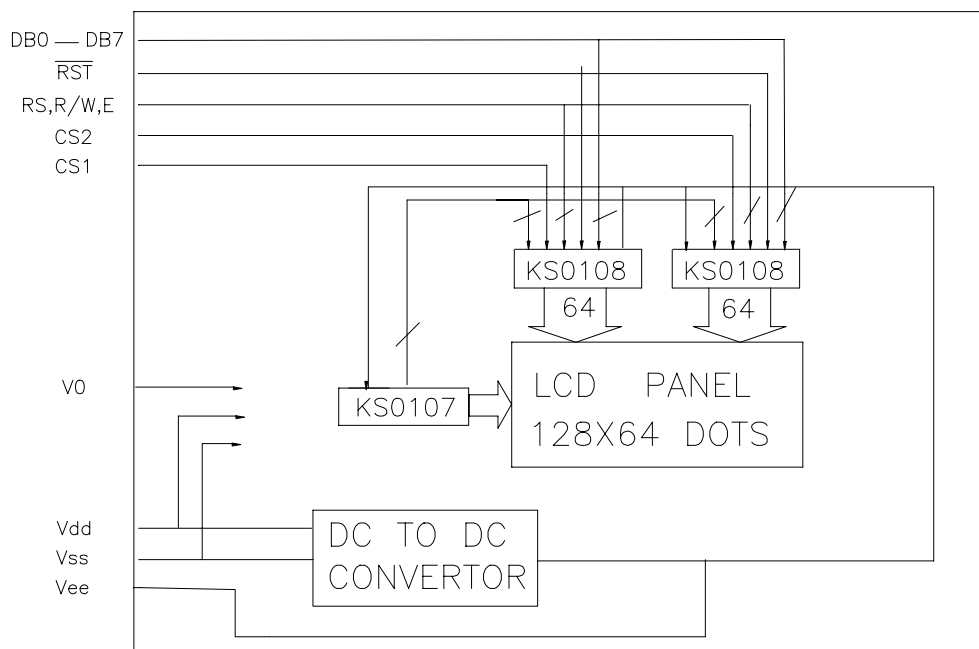 DB0 — DB7
RST
RS,R/W,E
CS2
CS1
KS0108
KS0108
64
64
V0
KS0107
LCD PANEL
128X64 DOTS
Vdd
Vss
Vee
DC TO DC
CONVERTOR